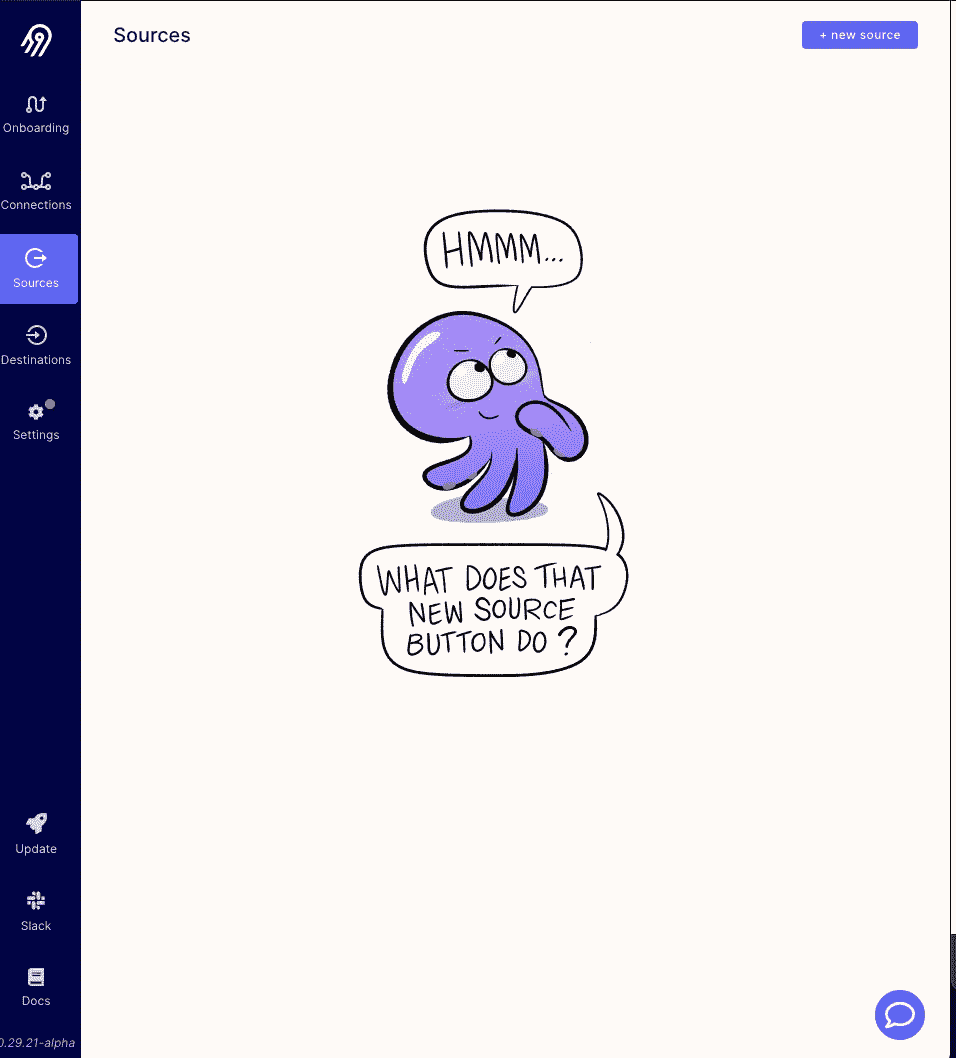 Sources
+ new source
Onboarding
Connections
Sources
Destinations
Settings
HMMM...
WHAT DOES THAT
NEW SOURCE
BUTTON DO ?
Update
Slack
Docs
0.29.21-alpha